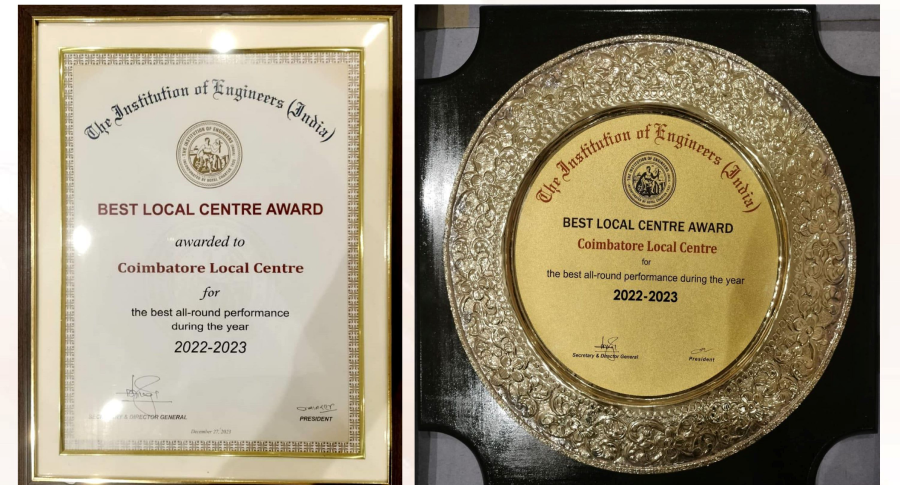 The Institution of Engineers (India)
BEST LOCAL CENTRE AWARD
awarded to
Coimbatore Local Centre
for
the best all-round performance
during the year
2022-2023
& DIRECTOR GENERAL
PRESIDENT
The Institution of Engineers (India)
BEST LOCAL CENTRE AWARD
Coimbatore Local Centre
for
the best all-round performance during the year
2022-2023
Secretary & Director General
President